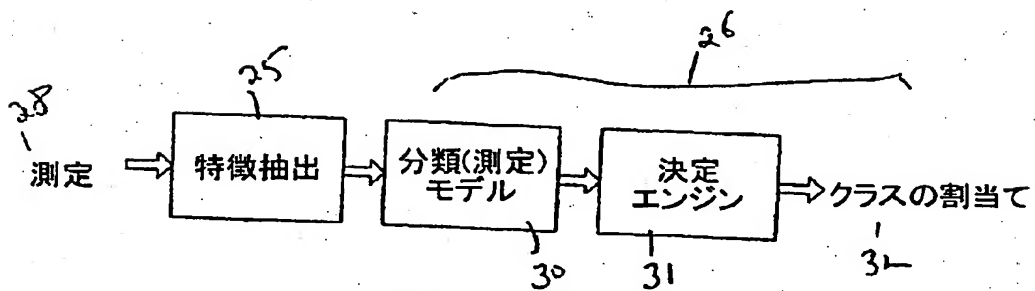 26
25
28
測定
特徴抽出
分類(測定)
モデル
決定
エンジン
クラスの割当て
30
31
32